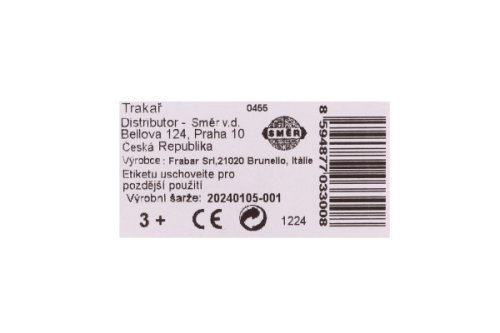 Trakař 0455
Distributor - Směr v.d.
Bellova 124, Praha 10
Česká Republika
SMĚR
Výrobce : Frabar Srl,21020 Brunello, Itálie
Etiketu uschovejte pro
pozdější použití
Výrobní šarže: 20240105-001
3 + CE 1224
8 594877 033008